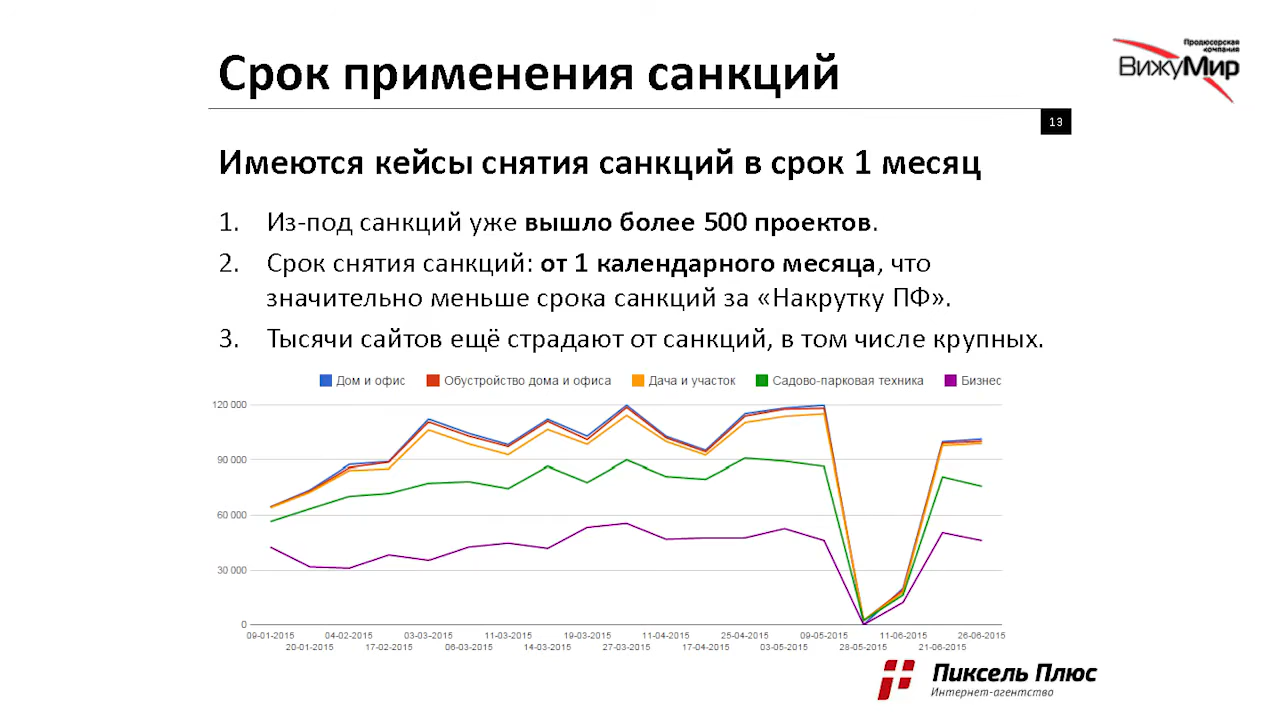 Продюсерская
компания
ВижуМир
Срок применения санкций
13
Имеются кейсы снятия санкций в срок 1 месяц
1. Из-под санкций уже вышло более 500 проектов.
2. Срок снятия санкций: от 1 календарного месяца, что
значительно меньше срока санкций за «Накрутку ПФ».
3. Тысячи сайтов ещё страдают от санкций, в том числе крупных.
Дом и офис Обустройство дома и офиса Дача и участок Садово-парковая техника Бизнес
120 000
90 000
60 000
30 000
0
09-01-2015 04-02-2015 03-03-2015 11-03-2015 19-03-2015 11-04-2015 25-04-2015 09-05-2015 11-06-2015 26-06-2015
20-01-2015 17-02-2015 06-03-2015 14-03-2015 27-03-2015 17-04-2015 03-05-2015 28-05-2015 21-06-2015
Пиксель Плюс
Интернет-агентство